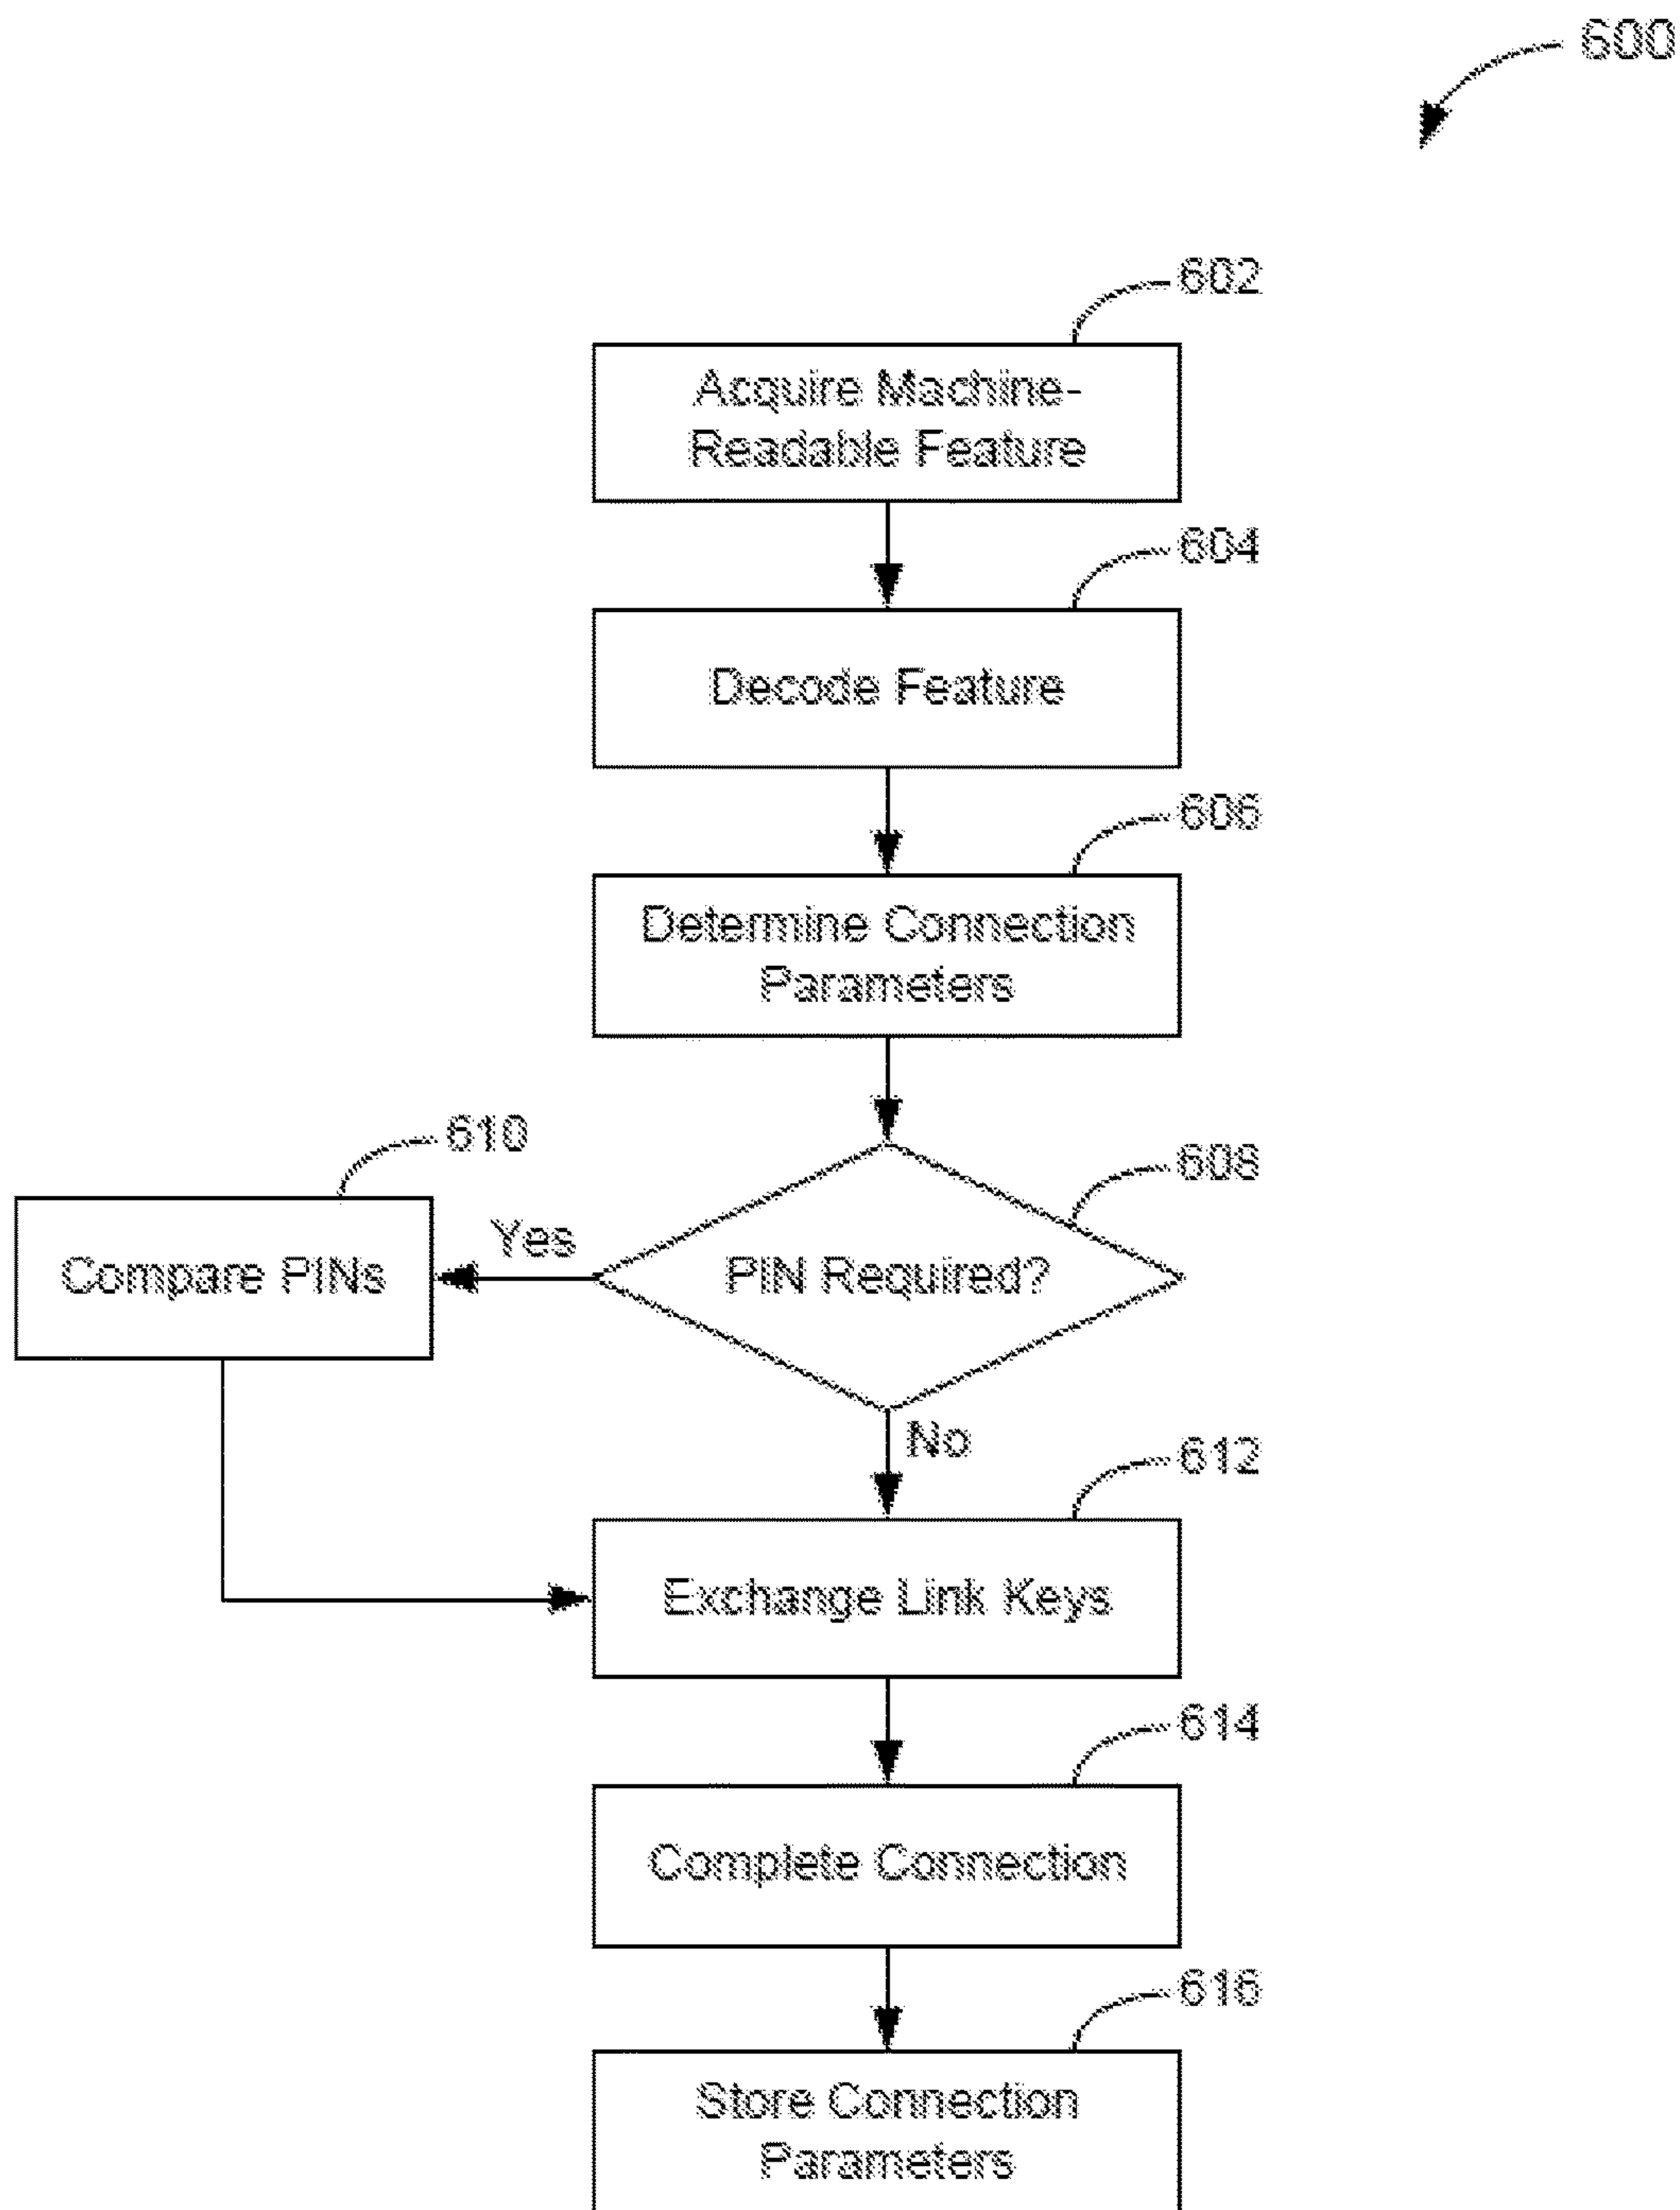 600
602
Acquire Machine-
Readable Feature
604
Decode Feature
606
Determine Connection
Parameters
610
608
Compare PINs
Yes
PIN Required?
No
612
Exchange Link Keys
614
Complete Connection
616
Store Connection
Parameters